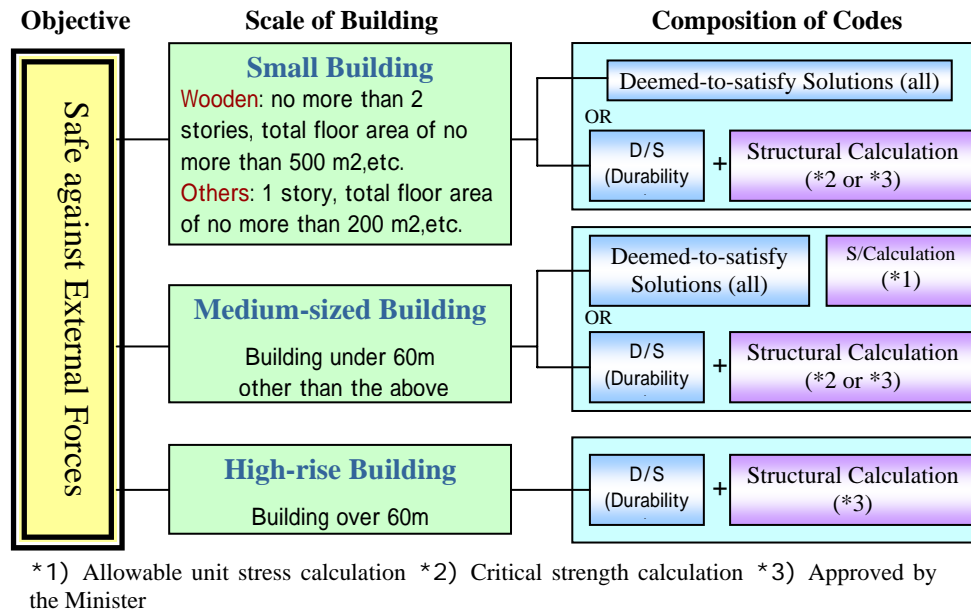 Objective
Scale of Building
Composition of Codes
Safe against External Forces
Small Building
Wooden: no more than 2
stories, total floor area of no
more than 500 m2,etc.
Others: 1 story, total floor area
of no more than 200 m2,etc.
Deemed-to-satisfy Solutions (all)
OR
D/S
(Durability
+
Structural Calculation
(*2 or *3)
Medium-sized Building
Building under 60m
other than the above
Deemed-to-satisfy
Solutions (all)
S/Calculation
(*1)
OR
D/S
(Durability
+
Structural Calculation
(*2 or *3)
High-rise Building
Building over 60m
D/S
(Durability
+
Structural Calculation
(*3)
*1) Allowable unit stress calculation *2) Critical strength calculation *3) Approved by
the Minister